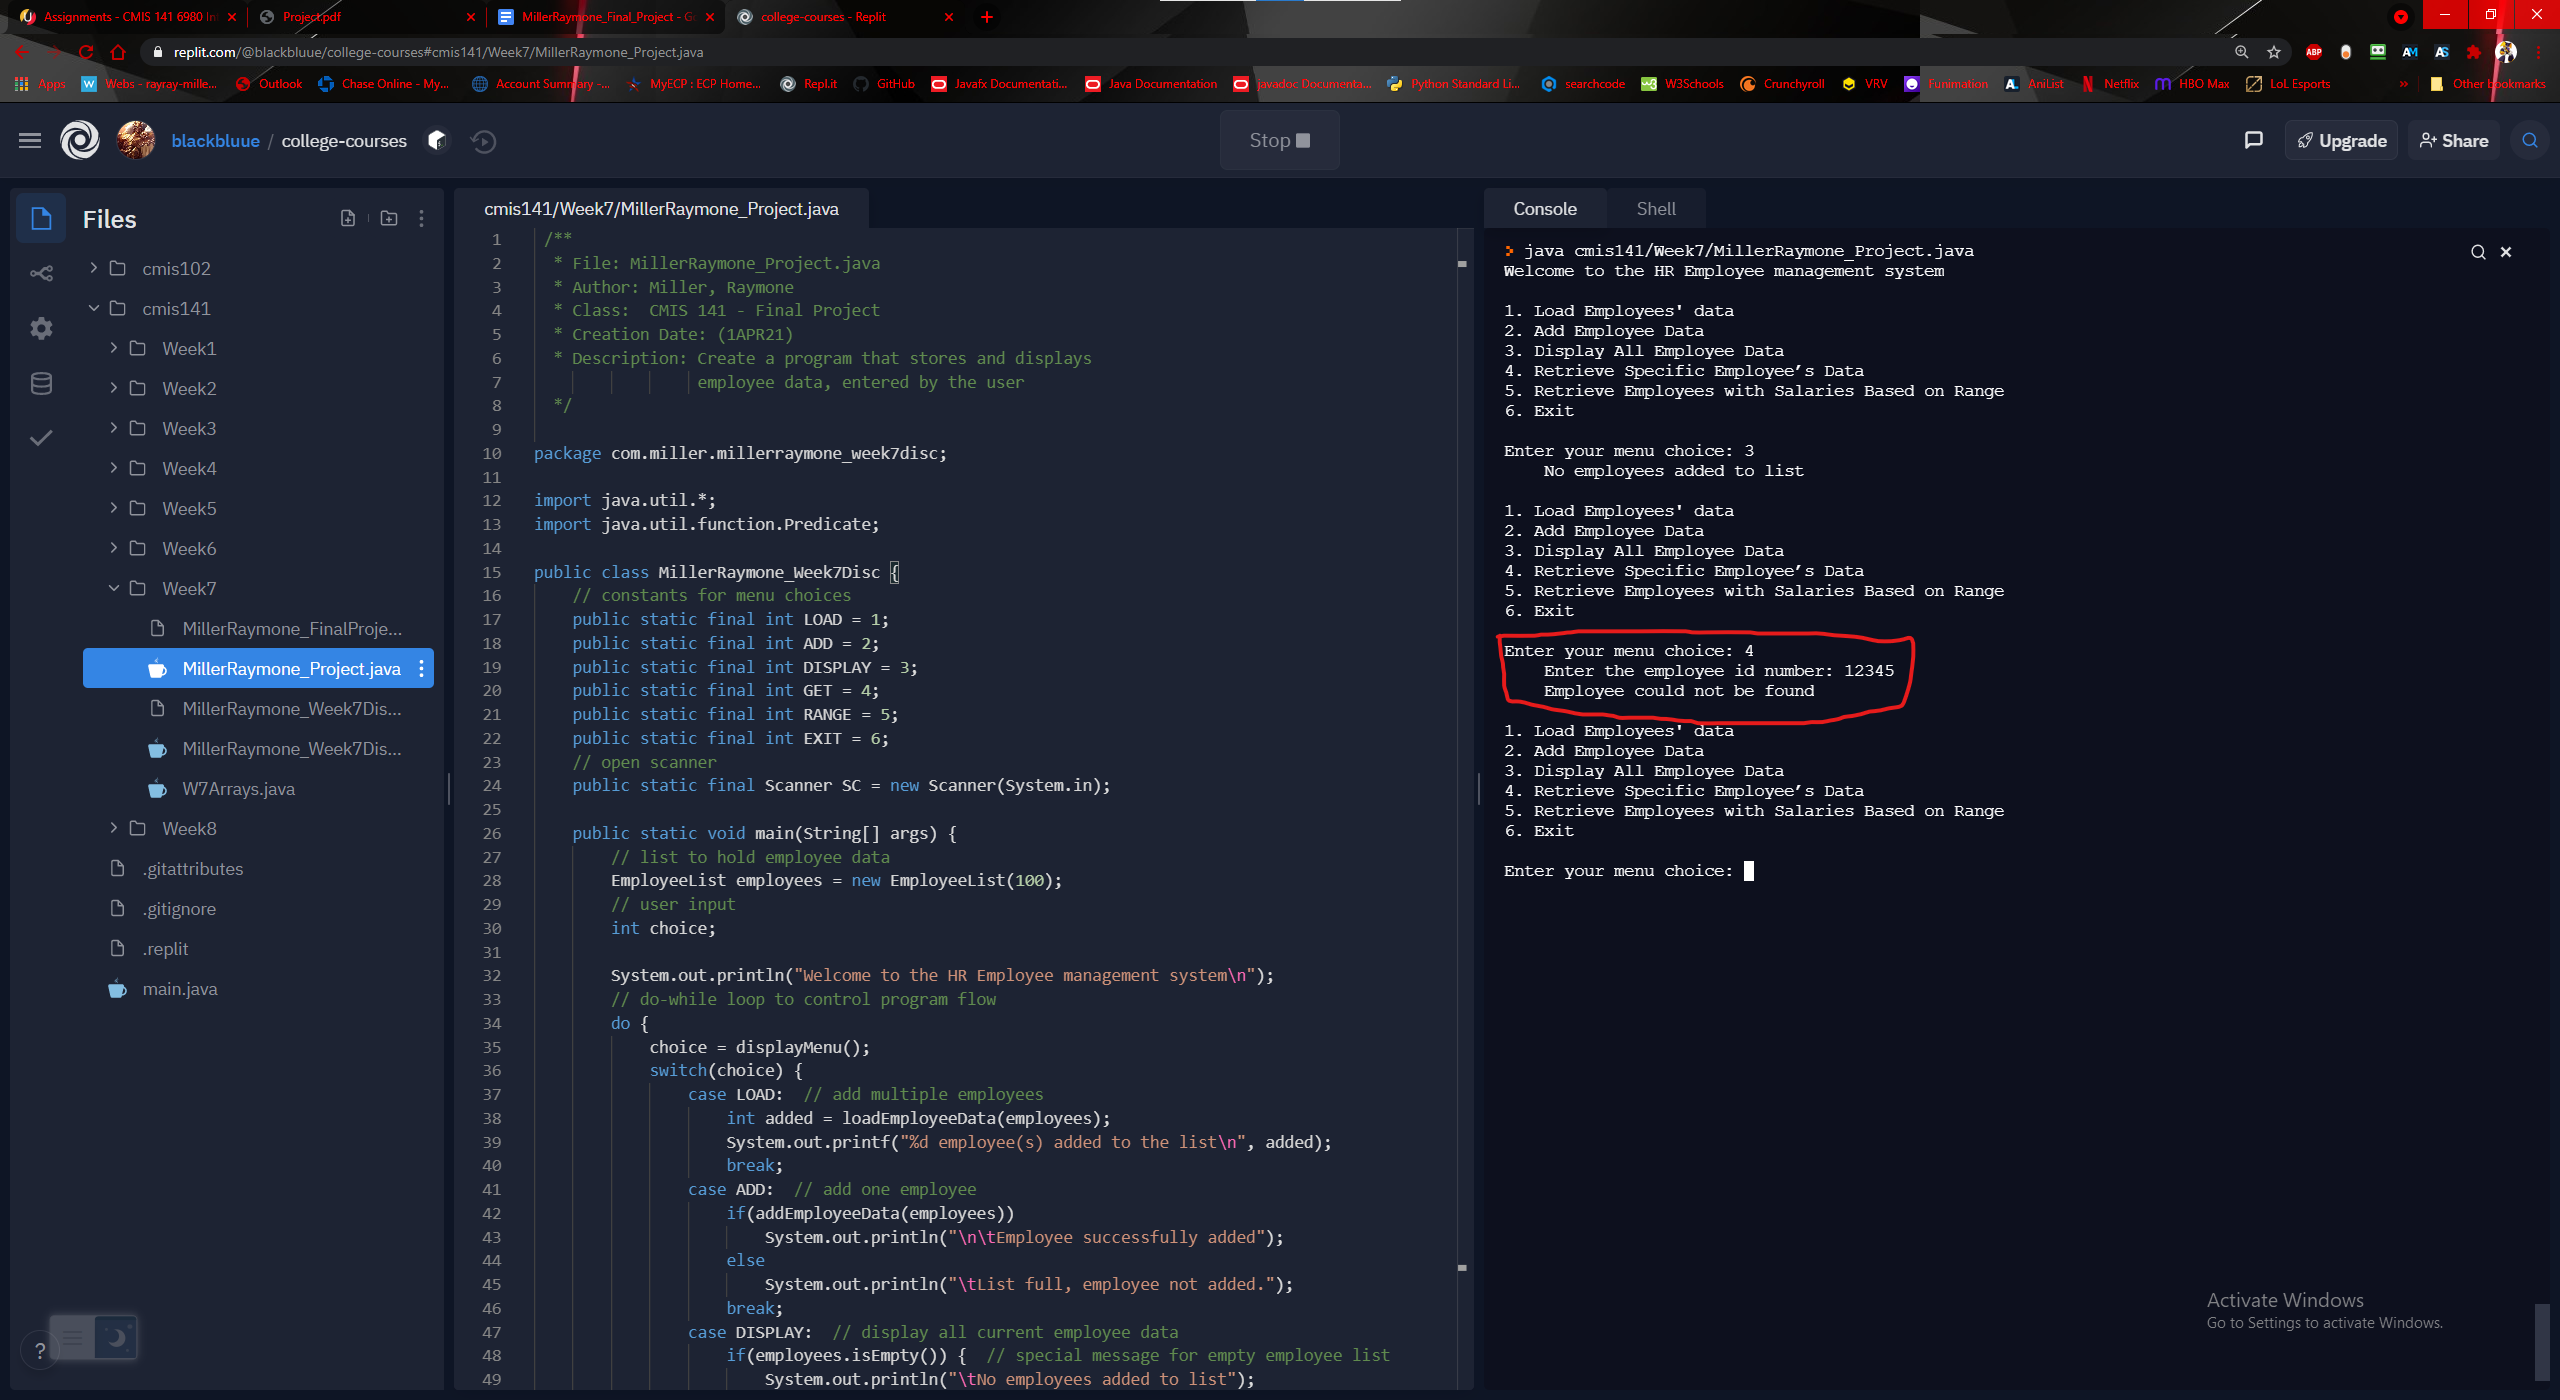 Assignments - CMIS 141 6980 In
Project.pdf
MillerRaymone_Final_Project - G
college-courses - Replit
replit.com/@blackbluue/college-courses#cmis141/Week7/MillerRaymone_Project.java
Apps
Webs - rayray-mille...
Outlook
Chase Online - My...
Account Summary -...
MyECP : ECP Home...
RepLit
GitHub
Javafx Documentati...
Java Documentation
javadoc Documenta...
Python Standard Li...
searchcode
W3Schools
Crunchyroll
VRV
Funimation
AniList
Netflix
HBO Max
LoL Esports
Other bookmarks
blackbluue / college-courses
Stop
Upgrade
Share
Files
cmis102
cmis141
Week1
Week2
Week3
Week4
Week5
Week6
Week7
MillerRaymone_FinalProje...
MillerRaymone_Project.java
MillerRaymone_Week7Dis...
MillerRaymone_Week7Dis...
W7Arrays.java
Week8
.gitattributes
.gitignore
.replit
main.java
?
cmis141/Week7/MillerRaymone_Project.java
1 /**
2 * File: MillerRaymone_Project.java
3 * Author: Miller, Raymone
4 * Class:  CMIS 141 - Final Project
5 * Creation Date: (1APR21)
6 * Description: Create a program that stores and displays
7 employee data, entered by the user
8 */
9
10 package com.miller.millerraymone_week7disc;
11
12 import java.util.*;
13 import java.util.function.Predicate;
14
15 public class MillerRaymone_Week7Disc {
16 // constants for menu choices
17 public static final int LOAD = 1;
18 public static final int ADD = 2;
19 public static final int DISPLAY = 3;
20 public static final int GET = 4;
21 public static final int RANGE = 5;
22 public static final int EXIT = 6;
23 // open scanner
24 public static final Scanner SC = new Scanner(System.in);
25
26 public static void main(String[] args) {
27 // list to hold employee data
28 EmployeeList employees = new EmployeeList(100);
29 // user input
30 int choice;
31
32 System.out.println("Welcome to the HR Employee management system\n");
33 // do-while loop to control program flow
34 do {
35 choice = displayMenu();
36 switch(choice) {
37 case LOAD:  // add multiple employees
38 int added = loadEmployeeData(employees);
39 System.out.printf("%d employee(s) added to the list\n", added);
40 break;
41 case ADD:  // add one employee
42 if(addEmployeeData(employees))
43 System.out.println("\n\tEmployee successfully added");
44 else
45 System.out.println("\tList full, employee not added.");
46 break;
47 case DISPLAY:  // display all current employee data
48 if(employees.isEmpty()) {  // special message for empty employee list
49 System.out.println("\tNo employees added to list");
Console
Shell
java cmis141/Week7/MillerRaymone_Project.java
Welcome to the HR Employee management system
1. Load Employees' data
2. Add Employee Data
3. Display All Employee Data
4. Retrieve Specific Employee’s Data
5. Retrieve Employees with Salaries Based on Range
6. Exit
Enter your menu choice: 3
No employees added to list
1. Load Employees' data
2. Add Employee Data
3. Display All Employee Data
4. Retrieve Specific Employee’s Data
5. Retrieve Employees with Salaries Based on Range
6. Exit
Enter your menu choice: 4
Enter the employee id number: 12345
Employee could not be found
1. Load Employees' data
2. Add Employee Data
3. Display All Employee Data
4. Retrieve Specific Employee’s Data
5. Retrieve Employees with Salaries Based on Range
6. Exit
Enter your menu choice:
Activate Windows
Go to Settings to activate Windows.